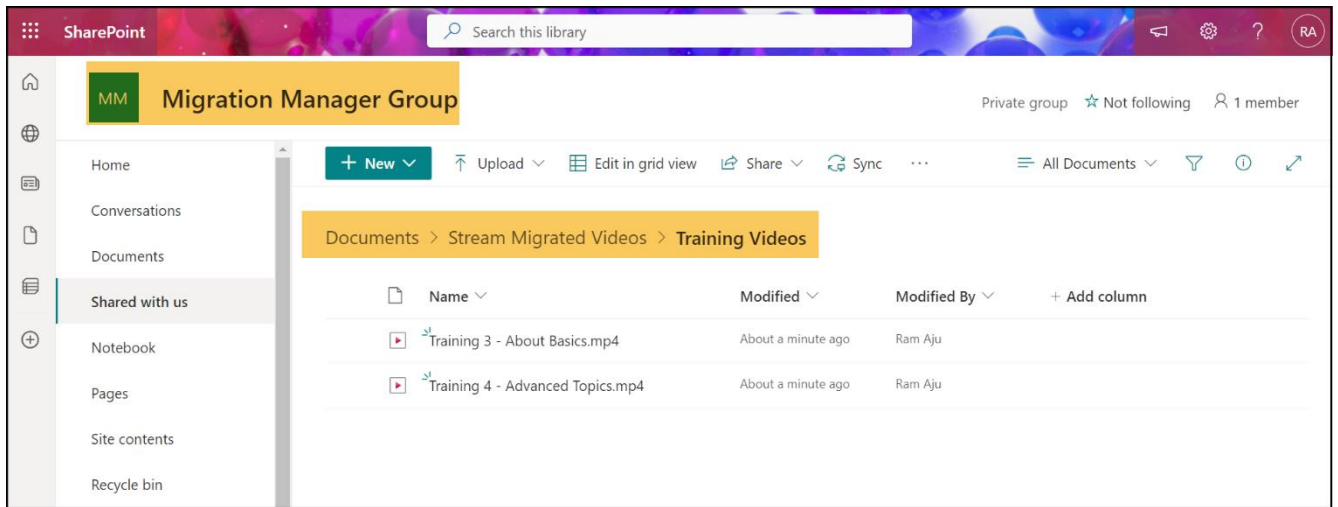 SharePoint
Search this library
RA
MM
Migration Manager Group
Private group
Not following
1 member
Home
Conversations
Documents
Shared with us
Notebook
Pages
Site contents
Recycle bin
+ New
Upload
Edit in grid view
Share
Sync
...
All Documents
Documents > Stream Migrated Videos > Training Videos
Name
Modified
Modified By
+ Add column
Training 3 - About Basics.mp4
About a minute ago
Ram Aju
Training 4 - Advanced Topics.mp4
About a minute ago
Ram Aju